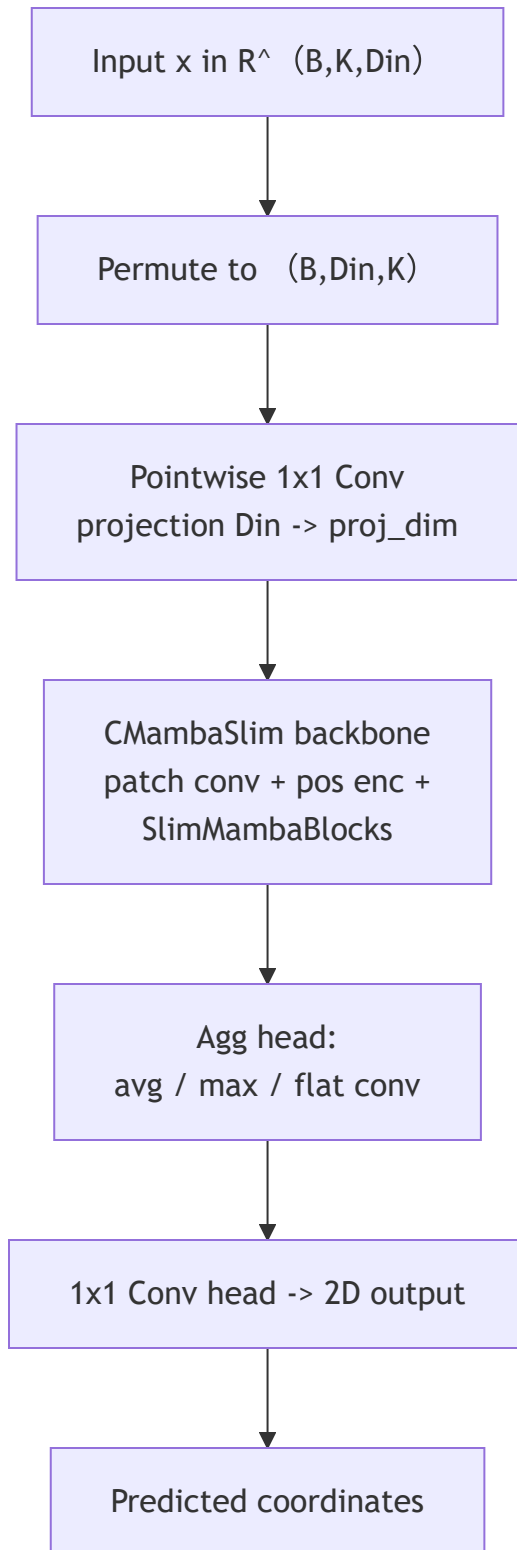 Input x in R^（B,K,Din）
Permute to （B,Din,K）
Pointwise 1x1 Conv
projection Din -> proj_dim
CMambaSlim backbone
patch conv + pos enc +
SlimMambaBlocks
Agg head:
avg / max / flat conv
1x1 Conv head -> 2D output
Predicted coordinates